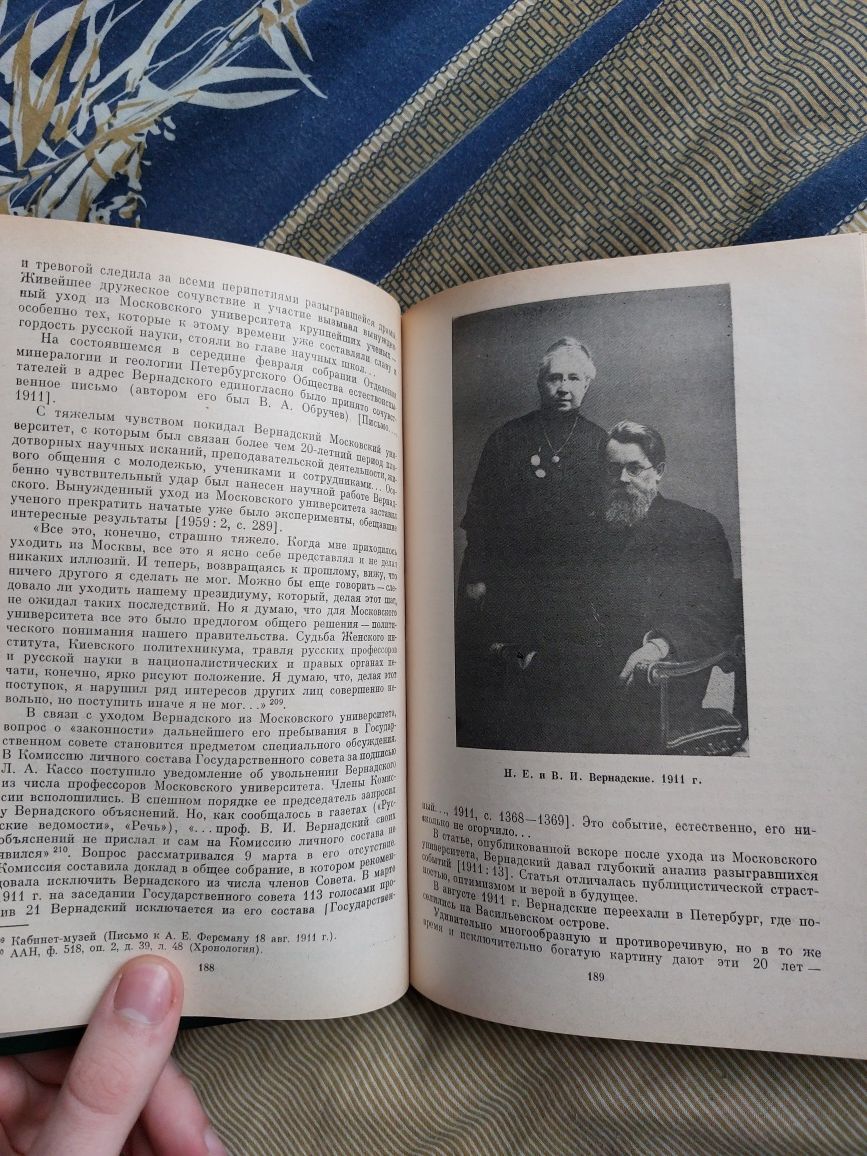 и тревогой следила за всеми перипетиями разыгравшейся драмы.
Живейшее дружеское сочувствие и участие вызывал вынужден-
ный уход из Московского университета крупнейших ученых —
особенно тех, которые к этому времени уже составляли славу и
гордость русской науки, стояли во главе научных школ...
На состоявшемся в середине февраля собрании Отделения
минералогии и геологии Петербургского Общества естествоиспы-
тателей в адрес Вернадского единогласно было принято сочувст-
венное письмо (автором его был В. А. Обручев) [Письмо...,
1911].
С тяжелым чувством покидал Вернадский Московский уни-
верситет, с которым был связан более чем 20-летний период пло-
дотворных научных исканий, преподавательской деятельности, жи-
вого общения с молодежью, учениками и сотрудниками... Осо-
бенно чувствительный удар был нанесен научной работе Вернад-
ского. Вынужденный уход из Московского университета заставил
ученого прекратить начатые уже было эксперименты, обещавшие
интересные результаты [1959 : 2, с. 289].
«Все это, конечно, страшно тяжело. Когда мне приходилось
уходить из Москвы, все это я ясно себе представлял и не делал
никаких иллюзий. И теперь, возвращаясь к прошлому, вижу, что
ничего другого я сделать не мог. Можно бы еще говорить — сле-
довало ли уходить нашему президиуму, который, делая этот шаг,
не ожидал таких последствий. Но я думаю, что для Московского
университета все это было предлогом общего решения — полити-
ческого понимания нашего правительства. Судьба Женского ин-
ститута, Киевского политехникума, травля русских профессоров
и русской науки в националистических и правых органах пе-
чати, конечно, ярко рисуют положение. Я думаю, что, делая этот
поступок, я нарушил ряд интересов других лиц совершенно не-
вольно, но поступить иначе я не мог...» 209.
В связи с уходом Вернадского из Московского университета,
вопрос о «законности» дальнейшего его пребывания в Государ-
ственном совете становится предметом специального обсуждения.
В Комиссию личного состава Государственного совета за подписью
Л. А. Кассо поступило уведомление об увольнении Вернадского
из числа профессоров Московского университета. Члены Комис-
сии всполошились. В спешном порядке ее председатель запросил
у Вернадского объяснений. Но, как сообщалось в газетах («Рус-
ские ведомости», «Речь»), «...проф. В. И. Вернадский своих
объяснений не прислал и сам на Комиссию личного состава не
явился» 210. Вопрос рассматривался 9 марта в его отсутствие.
Комиссия составила доклад в общее собрание, в котором рекомен-
довала исключить Вернадского из числа членов Совета. В марте
1911 г. на заседании Государственного совета 113 голосами про-
тив 21 Вернадский исключается из его состава [Государствен-
Кабинет-музей (Письмо к А. Е. Ферсману 18 авг. 1911 г.).
ААН, ф. 518, оп. 2, д. 39, л. 48 (Хронология).
188
Н. Е. и В. И. Вернадские. 1911 г.
ный..., 1911, с. 1368—1369]. Это событие, естественно, его ни-
сколько не огорчило...
В статье, опубликованной вскоре после ухода из Московского
университета, Вернадский давал глубокий анализ разыгравшихся
событий [1911 : 13]. Статья отличалась публицистической страст-
ностью, оптимизмом и верой в будущее.
В августе 1911 г. Вернадские переехали в Петербург, где по-
селились на Васильевском острове.
Удивительно многообразную и противоречивую, но в то же
время и исключительно богатую картину дают эти 20 лет —
189